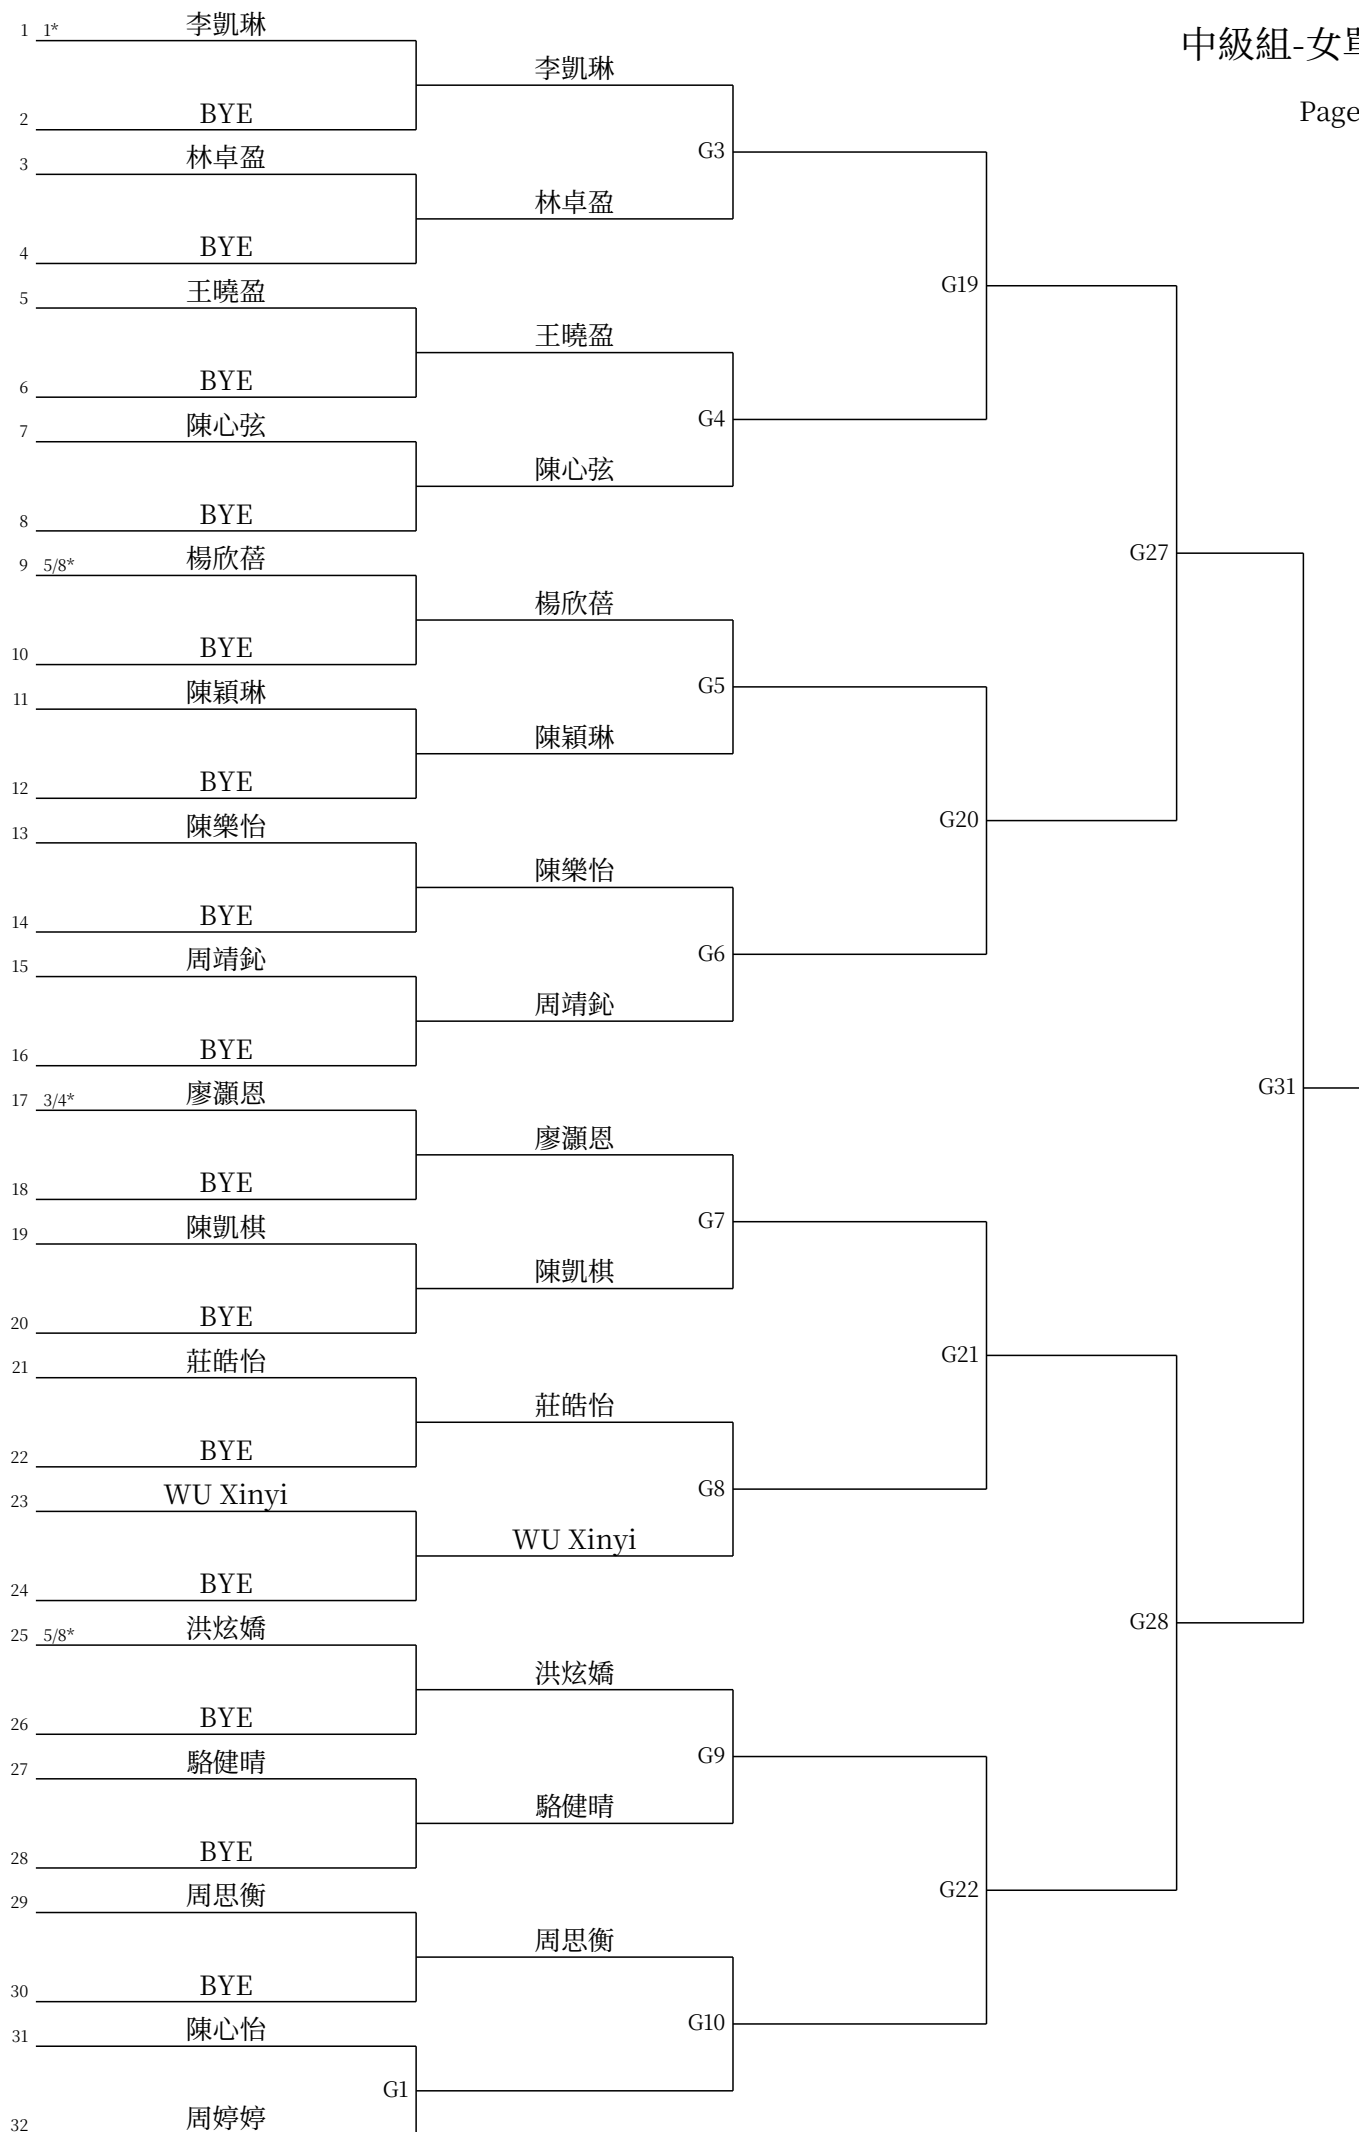 中級組-女單
Page
1 1* 李凱琳
李凱琳
2 BYE
G3
3 林卓盈
林卓盈
4 BYE
G19
5 王曉盈
王曉盈
6 BYE
G4
7 陳心弦
陳心弦
8 BYE
G27
9 5/8* 楊欣蓓
楊欣蓓
10 BYE
G5
11 陳穎琳
陳穎琳
12 BYE
G20
13 陳樂怡
陳樂怡
14 BYE
G6
15 周靖鈊
周靖鈊
16 BYE
G31
17 3/4* 廖灝恩
廖灝恩
18 BYE
G7
19 陳凱棋
陳凱棋
20 BYE
G21
21 莊皓怡
莊皓怡
22 BYE
G8
23 WU Xinyi
WU Xinyi
24 BYE
G28
25 5/8* 洪炫嬌
洪炫嬌
26 BYE
G9
27 駱健晴
駱健晴
28 BYE
G22
29 周思衡
周思衡
30 BYE
G10
31 陳心怡
G1
32 周婷婷